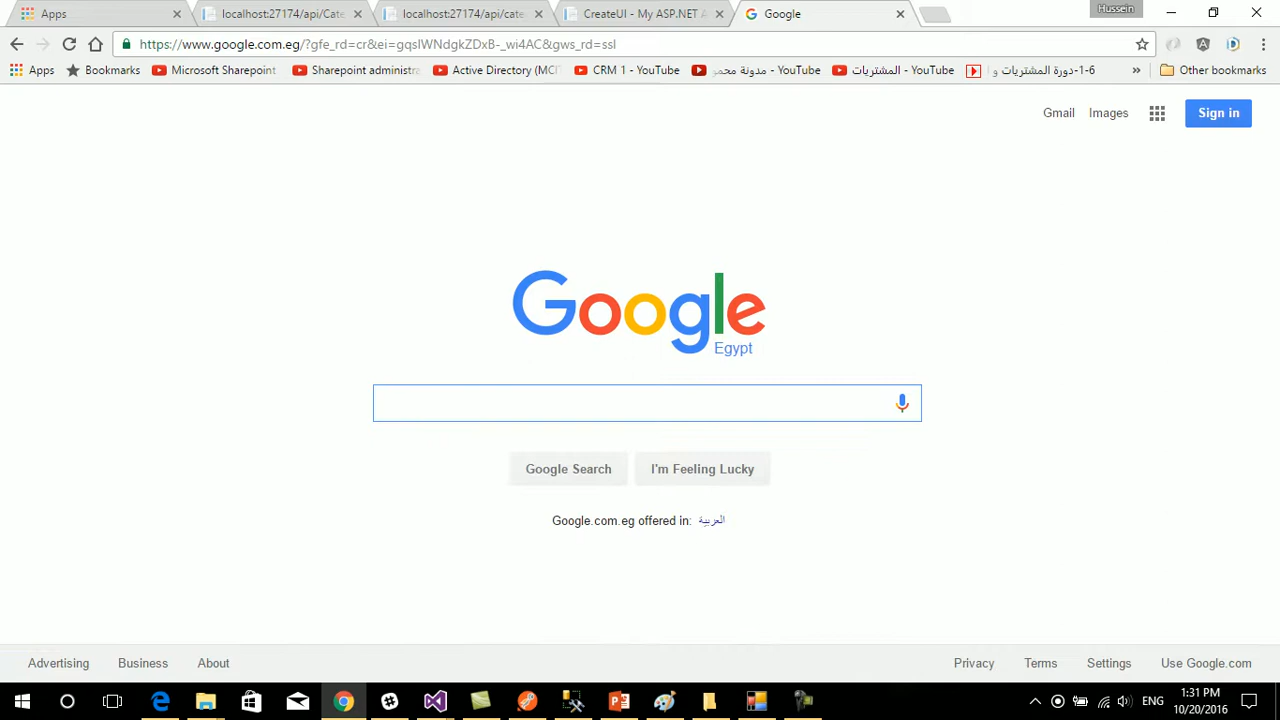 Hussein
Apps
localhost:27174/api/Cate
localhost:27174/api/cate
CreateUI - My ASP.NET A
Google
https://www.google.com.eg/?gfe_rd=cr&ei=gqsIWNdgkZDxB-_wi4AC&gws_rd=ssl
Apps
Bookmarks
Microsoft Sharepoint
Sharepoint administra
Active Directory (MCI
CRM 1 - YouTube
مدونة محمو - YouTube
المشتريات - YouTube
1-6-دورة المشتريات و
»
Other bookmarks
Gmail
Images
Sign in
Google
Egypt
Google Search
I'm Feeling Lucky
Google.com.eg offered in: العربية
Advertising
Business
About
Privacy
Terms
Settings
Use Google.com
ENG
1:31 PM
10/20/2016